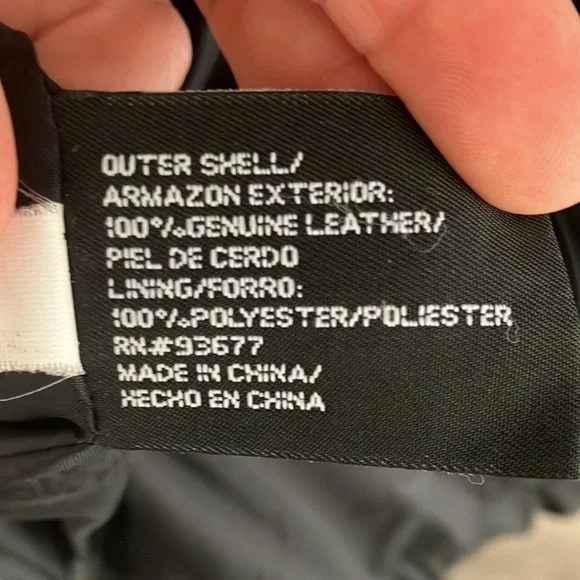 OUTER SHELL/
ARMAZON EXTERIOR:
100%GENUINE LEATHER/
PIEL DE CERDO
LINING/FORRO:
100%POLYESTER/POLIESTER
RN#93677
MADE IN CHINA/
HECHO EN CHINA